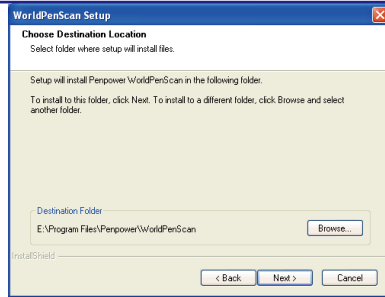 WorldPenScan Setup
Choose Destination Location
Select folder where setup will install files.
Setup will install Penpower WorldPenScan in the following folder.
To install to this folder, click Next. To install to a different folder, click Browse and select
another folder.
Destination Folder
E:\Program Files\Penpower\WorldPenScan
Browse...
InstallShield
< Back
Next >
Cancel